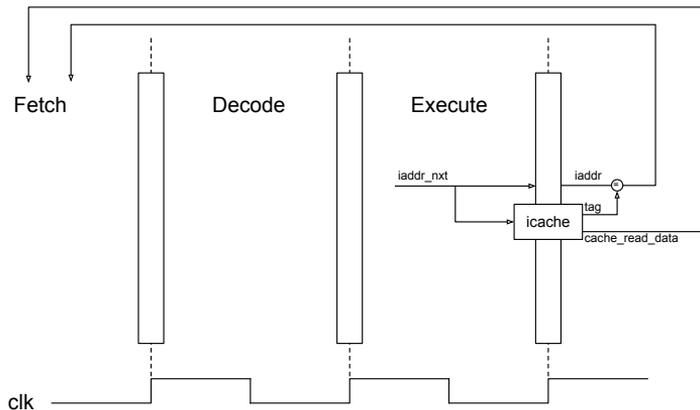 Fetch
Decode
Execute
iaddr_nxt
iaddr
=
tag
icache
cache_read_data
clk